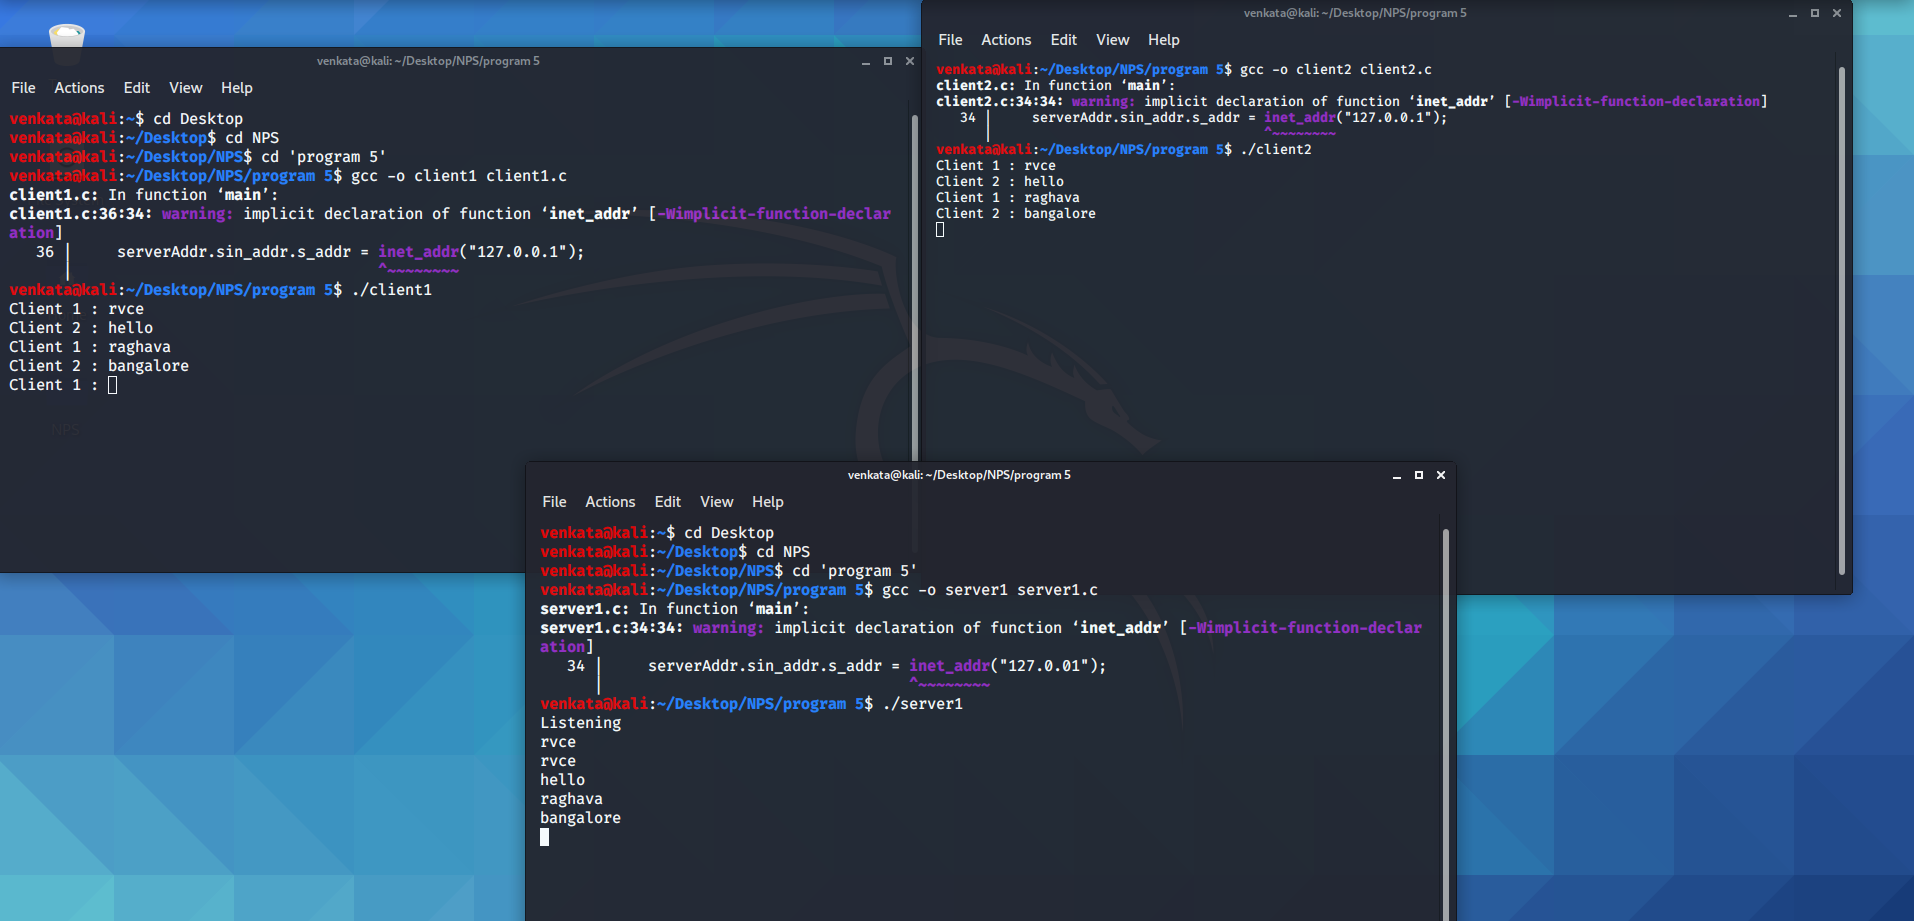 venkata@kali: ~/Desktop/NPS/program 5
File Actions Edit View Help
venkata@kali:~$ cd Desktop
venkata@kali:~/Desktop$ cd NPS
venkata@kali:~/Desktop/NPS$ cd 'program 5'
venkata@kali:~/Desktop/NPS/program 5$ gcc -o client1 client1.c
client1.c: In function ‘main’:
client1.c:36:34: warning: implicit declaration of function ‘inet_addr’ [-Wimplicit-function-declar
ation]
36 | serverAddr.sin_addr.s_addr = inet_addr("127.0.0.1");
| ^~~~~~~~~
venkata@kali:~/Desktop/NPS/program 5$ ./client1
Client 1 : rvce
Client 2 : hello
Client 1 : raghava
Client 2 : bangalore
Client 1 :
NPS
venkata@kali: ~/Desktop/NPS/program 5
File Actions Edit View Help
venkata@kali:~/Desktop/NPS/program 5$ gcc -o client2 client2.c
client2.c: In function ‘main’:
client2.c:34:34: warning: implicit declaration of function ‘inet_addr’ [-Wimplicit-function-declaration]
34 | serverAddr.sin_addr.s_addr = inet_addr("127.0.0.1");
| ^~~~~~~~~
venkata@kali:~/Desktop/NPS/program 5$ ./client2
Client 1 : rvce
Client 2 : hello
Client 1 : raghava
Client 2 : bangalore
venkata@kali: ~/Desktop/NPS/program 5
File Actions Edit View Help
venkata@kali:~$ cd Desktop
venkata@kali:~/Desktop$ cd NPS
venkata@kali:~/Desktop/NPS$ cd 'program 5'
venkata@kali:~/Desktop/NPS/program 5$ gcc -o server1 server1.c
server1.c: In function ‘main’:
server1.c:34:34: warning: implicit declaration of function ‘inet_addr’ [-Wimplicit-function-declar
ation]
34 | serverAddr.sin_addr.s_addr = inet_addr("127.0.01");
| ^~~~~~~~~
venkata@kali:~/Desktop/NPS/program 5$ ./server1
Listening
rvce
rvce
hello
raghava
bangalore